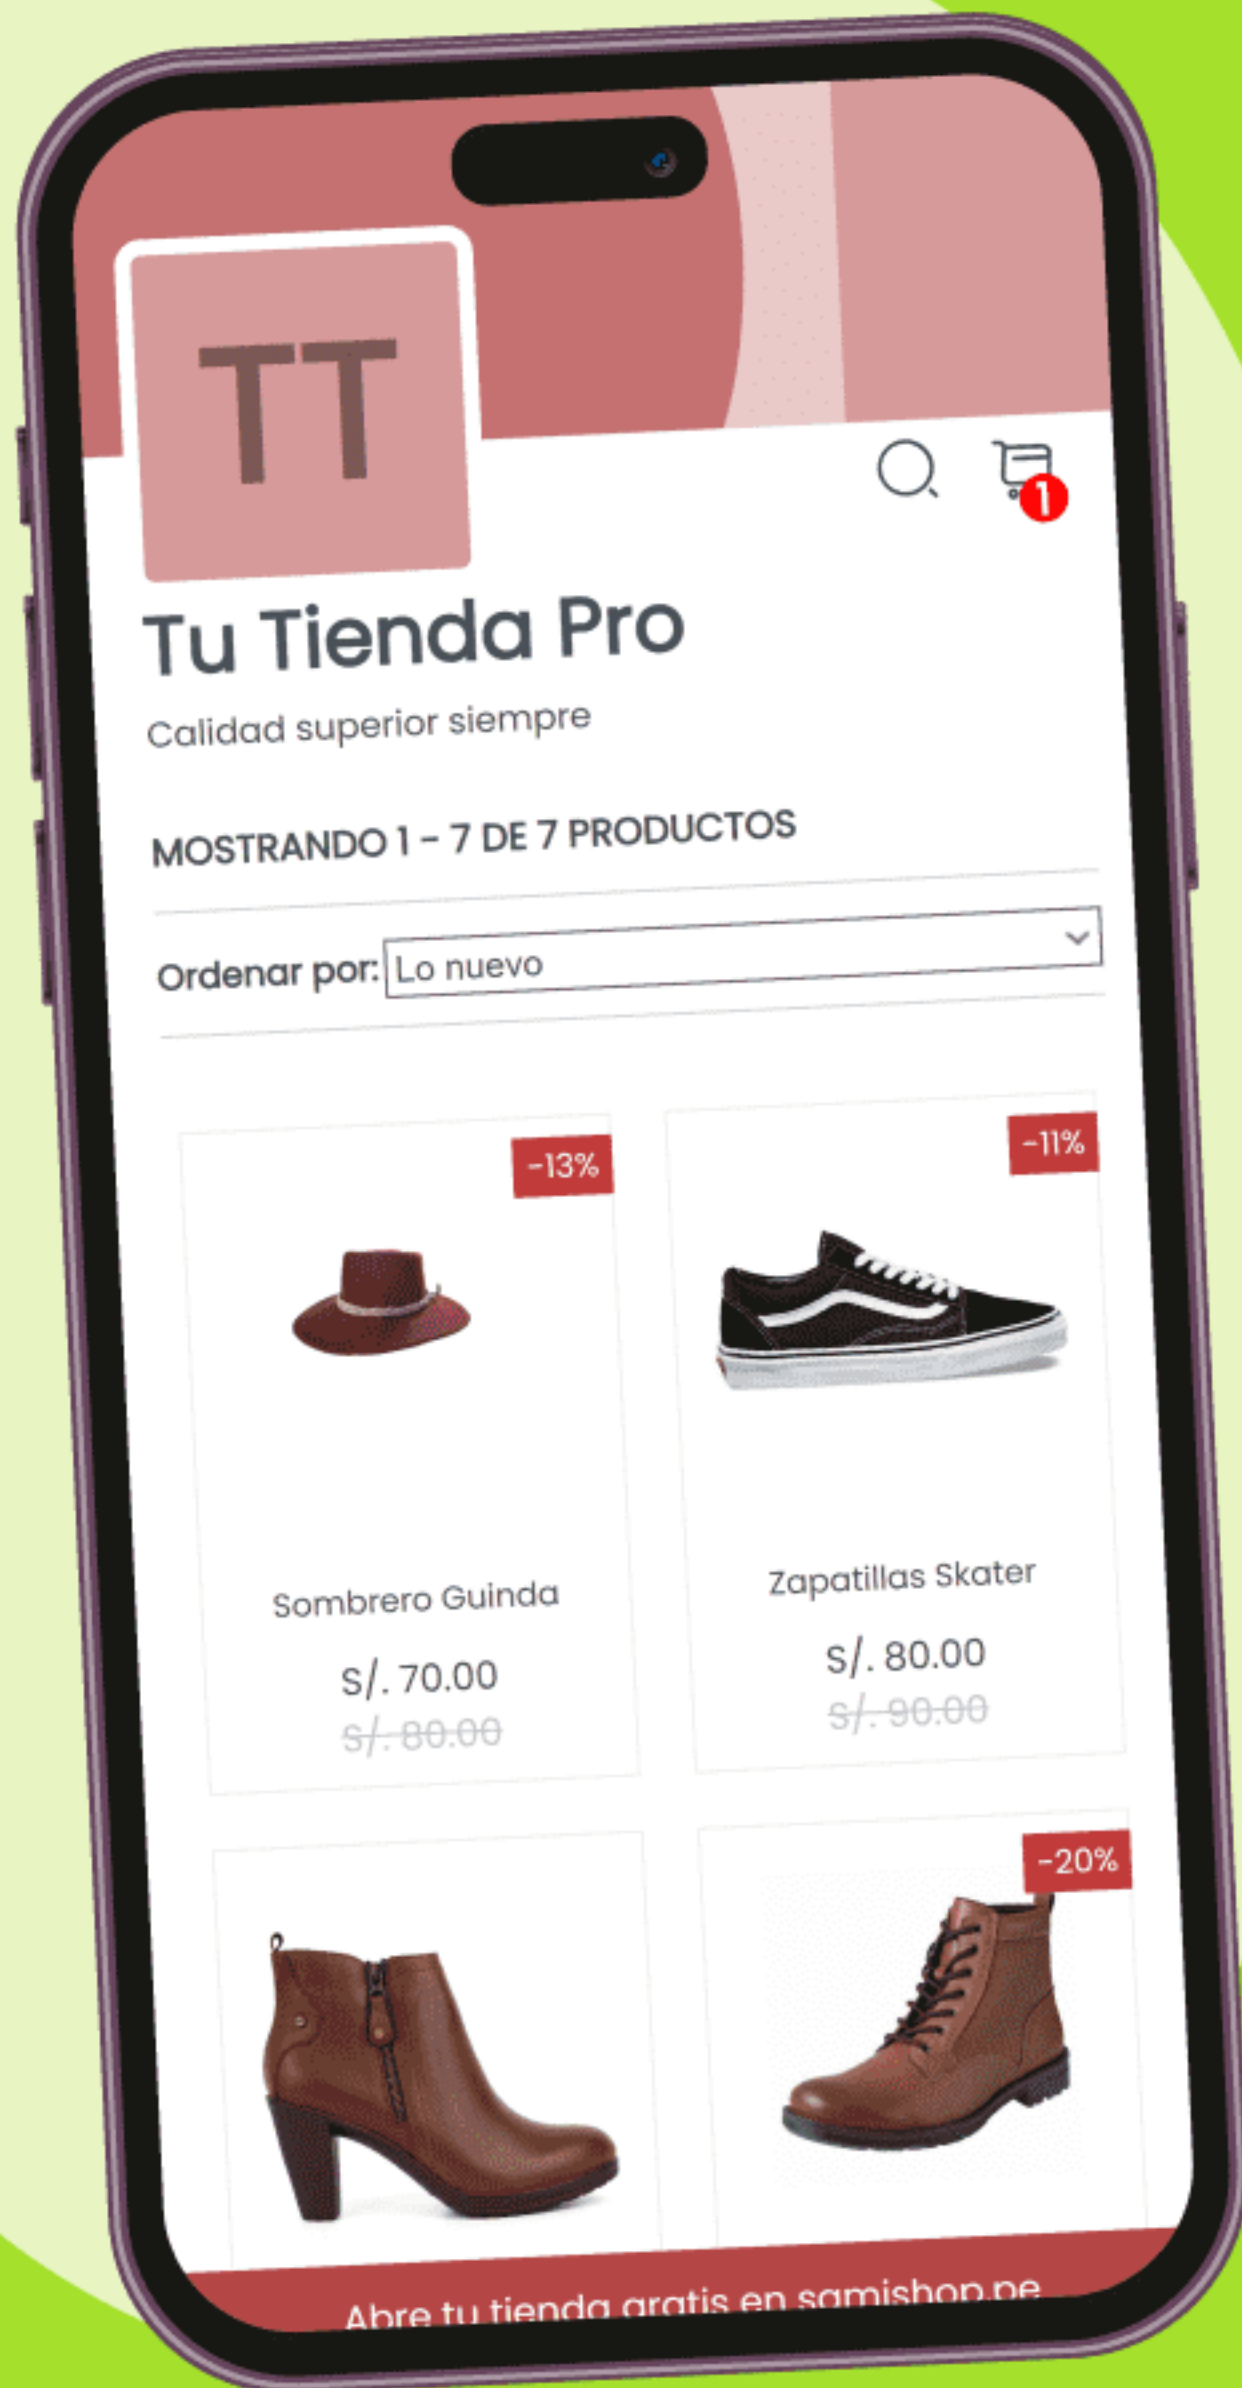 TT
1
Tu Tienda Pro
Calidad superior siempre
MOSTRANDO 1 - 7 DE 7 PRODUCTOS
Ordenar por: Lo nuevo
-13%
Sombrero Guinda
S/. 70.00
S/. 80.00
-11%
Zapatillas Skater
S/. 80.00
S/. 90.00
-20%
Abre tu tienda gratis en samishop.pe